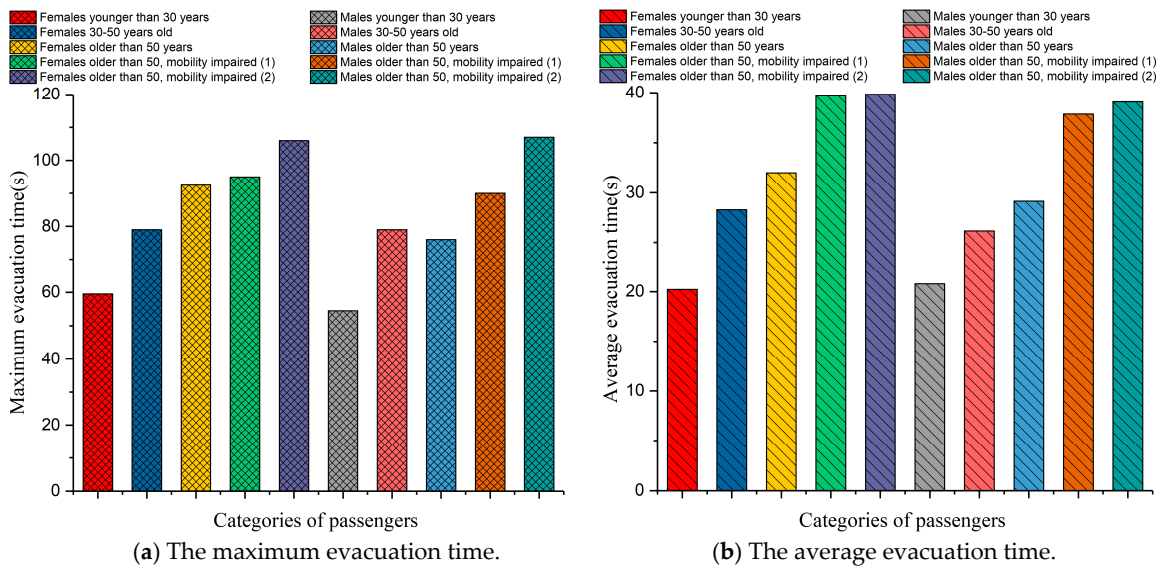 Females younger than 30 years
Females 30-50 years old
Females older than 50 years
Females older than 50, mobility impaired (1)
Females older than 50, mobility impaired (2)
Males younger than 30 years
Males 30-50 years old
Males older than 50 years
Males older than 50, mobility impaired (1)
Males older than 50, mobility impaired (2)
Maximum evacuation time(s)
120
100
80
60
40
20
0
Categories of passengers
(a) The maximum evacuation time.
Females younger than 30 years
Females 30-50 years old
Females older than 50 years
Females older than 50, mobility impaired (1)
Females older than 50, mobility impaired (2)
Males younger than 30 years
Males 30-50 years old
Males older than 50 years
Males older than 50, mobility impaired (1)
Males older than 50, mobility impaired (2)
Average evacuation time(s)
40
30
20
10
0
Categories of passengers
(b) The average evacuation time.